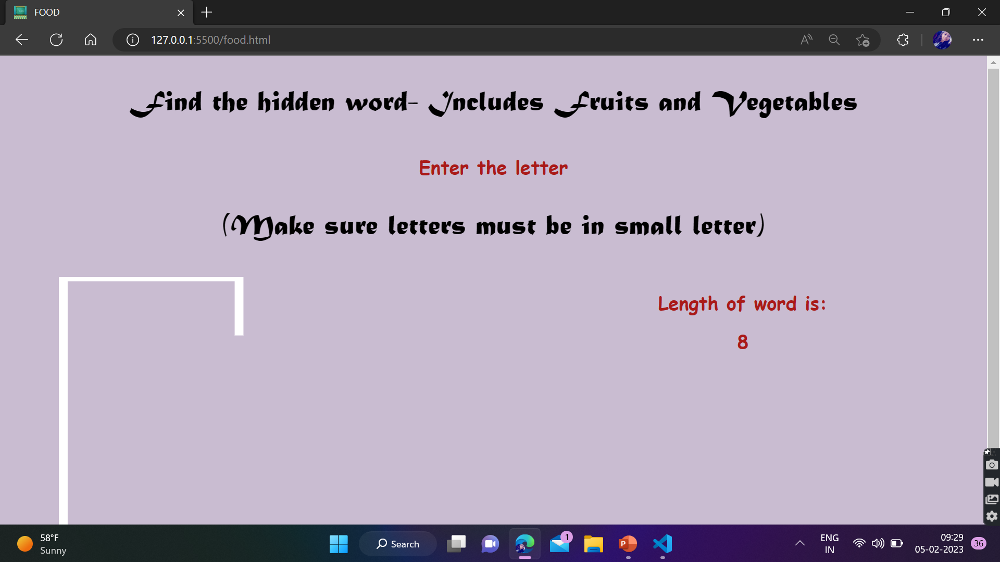 FOOD
127.0.0.1:5500/food.html
Find the hidden word- Includes Fruits and Vegetables
Enter the letter
(Make sure letters must be in small letter)
Length of word is:
8
58°F
Sunny
Search
1
ENG
IN
09:29
05-02-2023
36